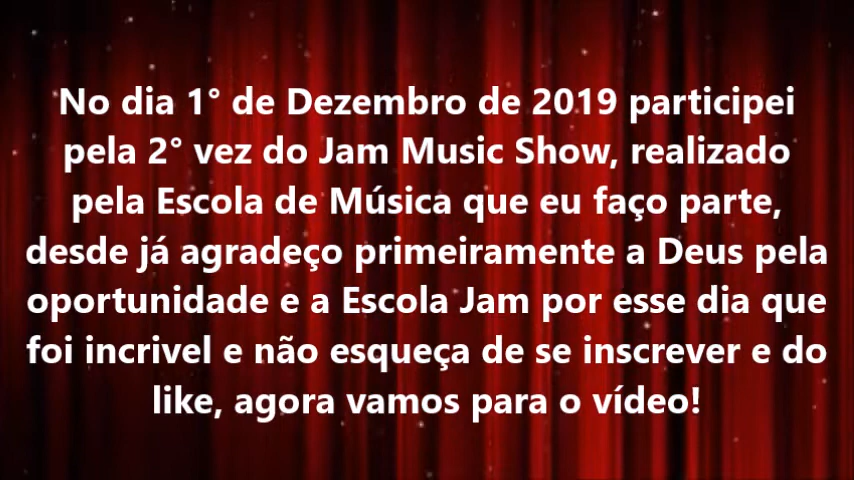 No dia 1° de Dezembro de 2019 participei
pela 2° vez do Jam Music Show, realizado
pela Escola de Música que eu faço parte,
desde já agradeço primeiramente a Deus pela
oportunidade e a Escola Jam por esse dia que
foi incrivel e não esqueça de se inscrever e do
like, agora vamos para o vídeo!